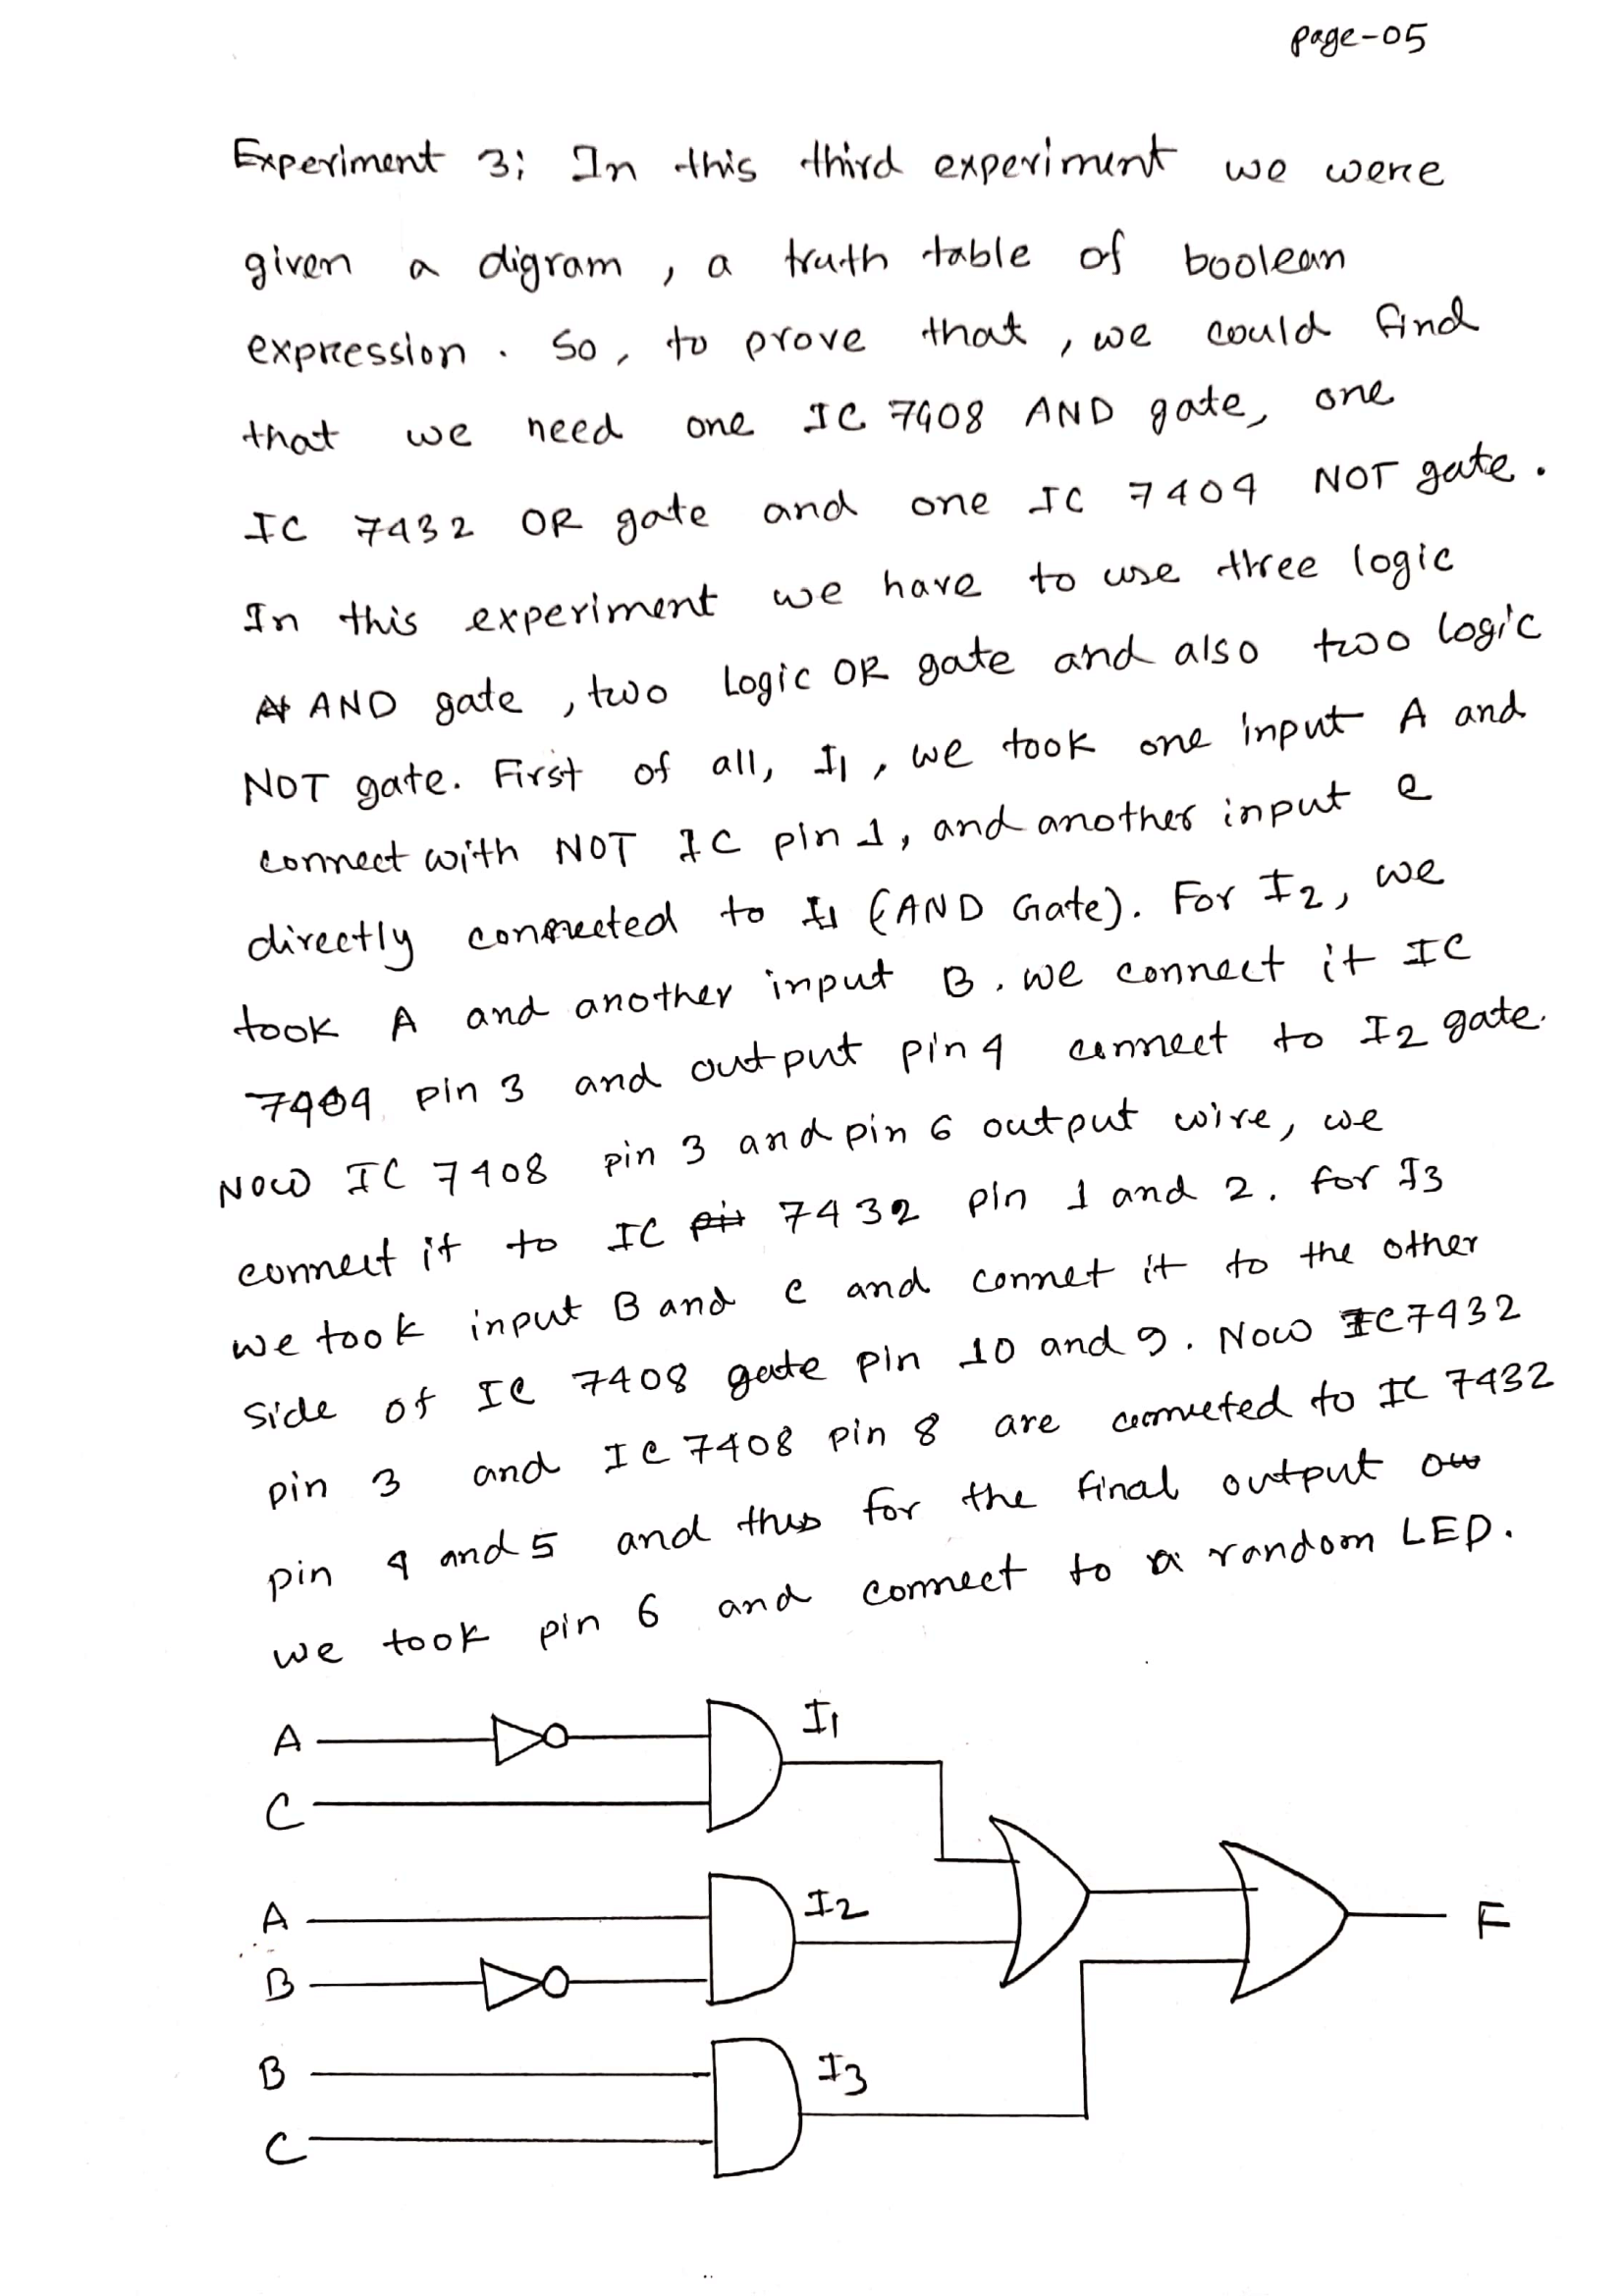 page-05
Experiment 3: In this third experiment we were
given a digram, a truth table of boolean
expression. So, to prove that, we could find
that we need one IC 7408 AND gate, one
IC 7432 OR gate and one IC 7404 NOT gate.
In this experiment we have to use three logic
AND gate, two Logic OR gate and also two logic
NOT gate. First of all, I1, we took one input A and
connect with NOT IC pin 1, and another input C
directly connected to I1 (AND Gate). For I2, we
took A and another input B. we connect it IC
7404 pin 3 and output pin 4 connect to I2 gate.
Now IC 7408 pin 3 and pin 6 output wire, we
connect it to IC 7432 pin 1 and 2. for I3
we took input B and C and connet it to the other
side of IC 7408 gate pin 10 and 9. Now IC7432
pin 3 and IC 7408 pin 8 are conneted to IC 7432
pin 4 and 5 and thus for the final output
we took pin 6 and connect to a random LED.
A
I1
C
A
I2
B
F
B
I3
C